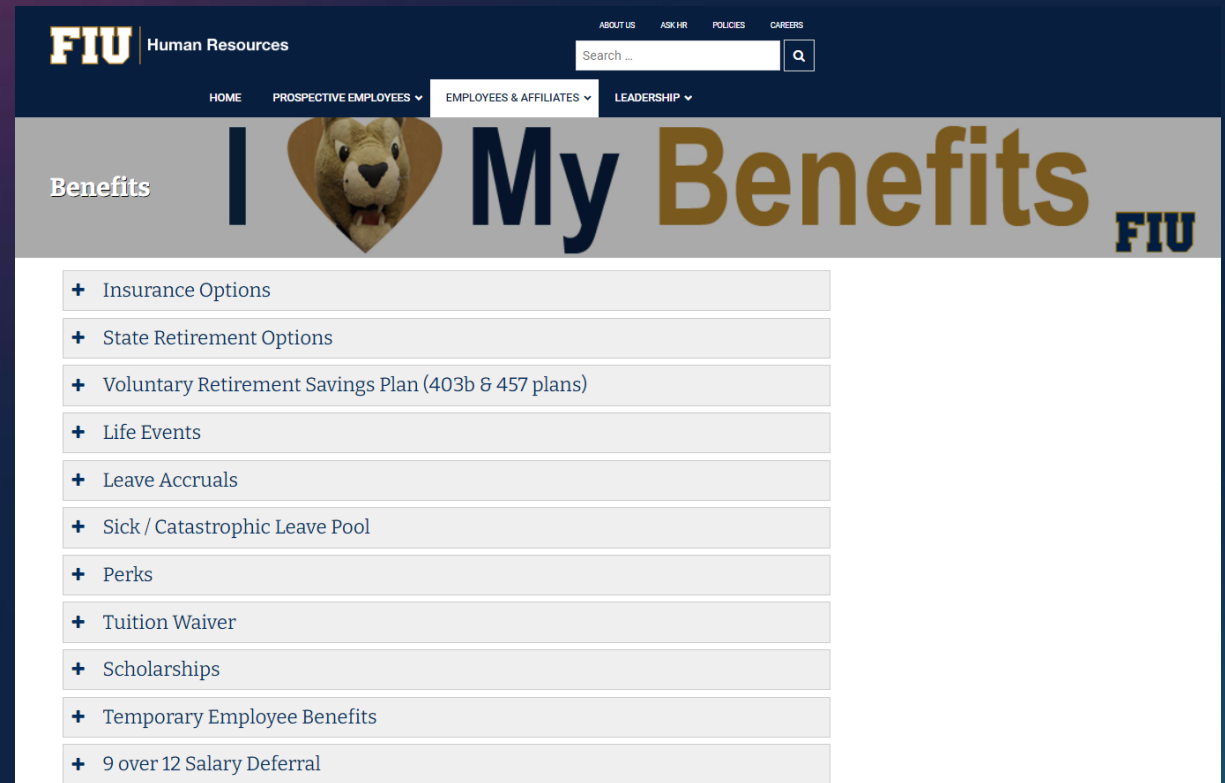 ABOUT US ASK HR POLICIES CAREERS
FIU Human Resources
Search ...
HOME PROSPECTIVE EMPLOYEES EMPLOYEES & AFFILIATES LEADERSHIP
Benefits
I My Benefits
FIU
Insurance Options
State Retirement Options
Voluntary Retirement Savings Plan (403b & 457 plans)
Life Events
Leave Accruals
Sick / Catastrophic Leave Pool
Perks
Tuition Waiver
Scholarships
Temporary Employee Benefits
9 over 12 Salary Deferral